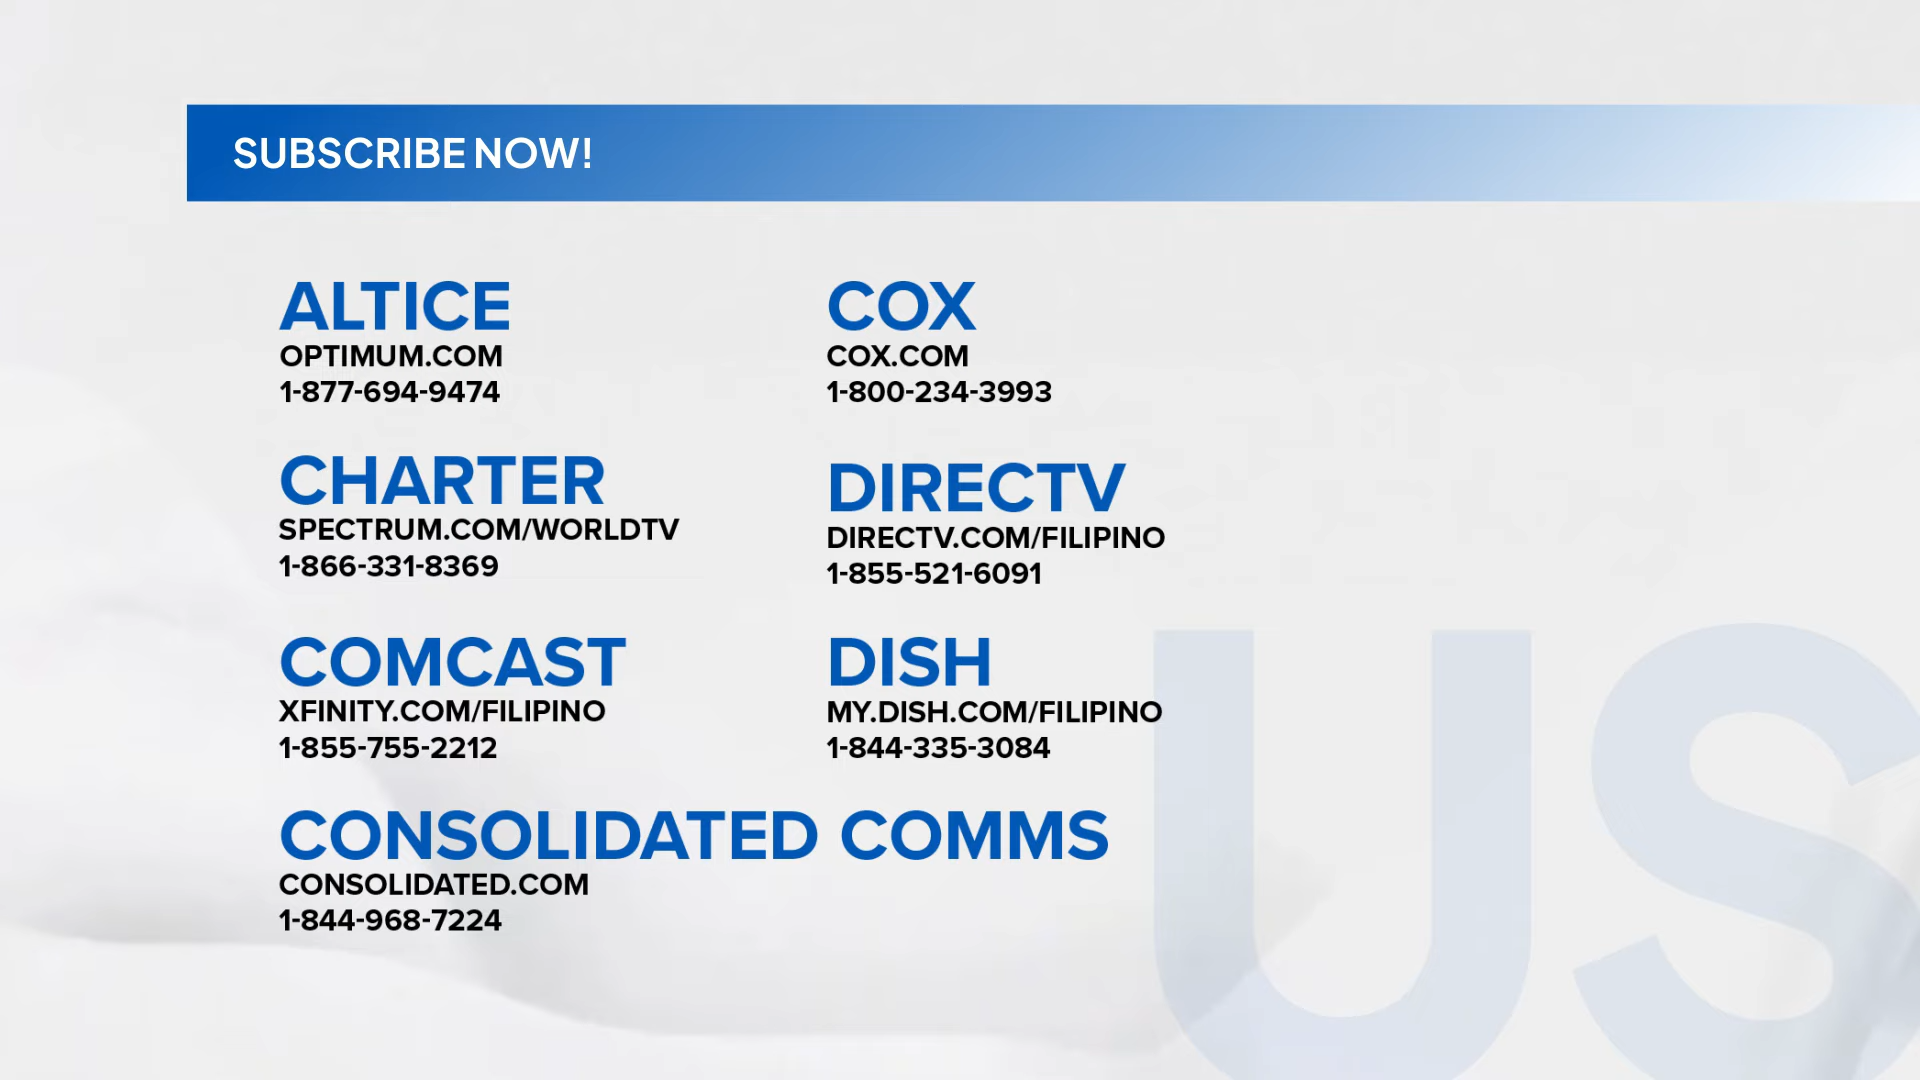 SUBSCRIBE NOW!
ALTICE
OPTIMUM.COM
1-877-694-9474
CHARTER
SPECTRUM.COM/WORLDTV
1-866-331-8369
COMCAST
XFINITY.COM/FILIPINO
1-855-755-2212
CONSOLIDATED COMMS
CONSOLIDATED.COM
1-844-968-7224
COX
COX.COM
1-800-234-3993
DIRECTV
DIRECTV.COM/FILIPINO
1-855-521-6091
DISH
MY.DISH.COM/FILIPINO
1-844-335-3084
US